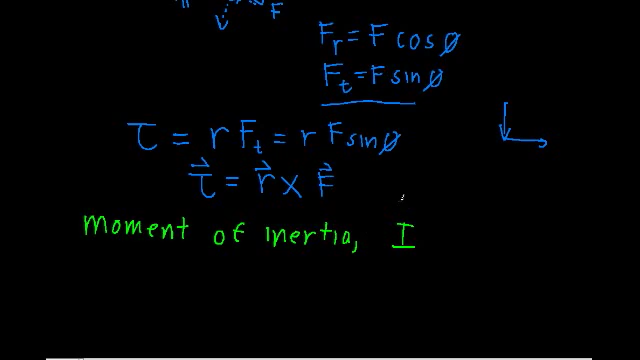 F
F_r = F cos ø
F_t = F sin ø
τ = r F_t = r F sin ø
τ⃗ = r⃗ × F⃗
moment of inertia, I